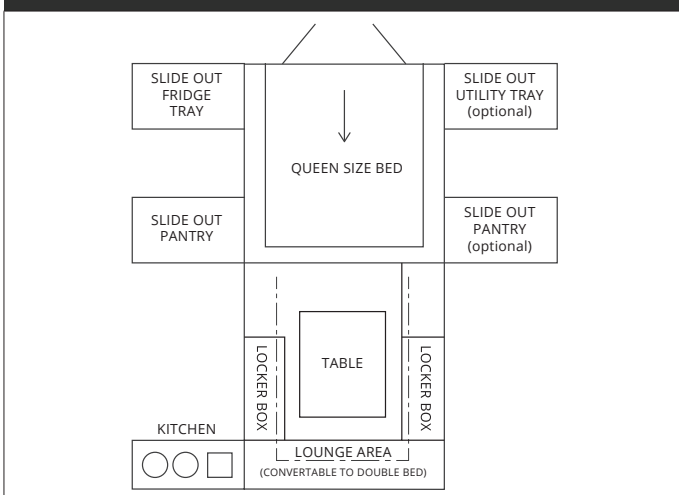 SLIDE OUT
FRIDGE
TRAY
SLIDE OUT
UTILITY TRAY
(optional)
QUEEN SIZE BED
SLIDE OUT
PANTRY
SLIDE OUT
PANTRY
(optional)
LOCKER BOX
TABLE
LOCKER BOX
KITCHEN
LOUNGE AREA
(CONVERTABLE TO DOUBLE BED)